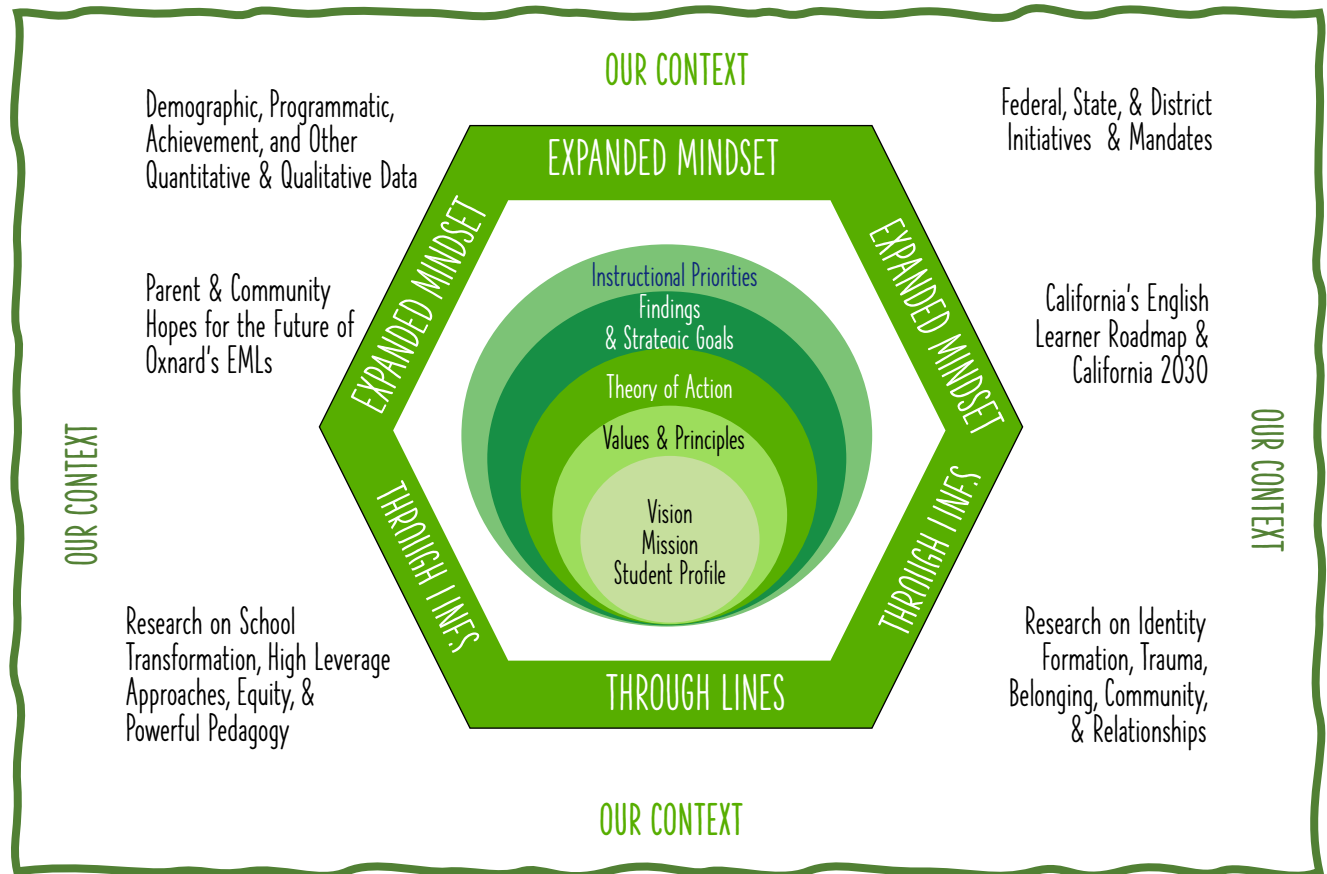 OUR CONTEXT
Demographic, Programmatic,
Achievement, and Other
Quantitative & Qualitative Data
Federal, State, & District
Initiatives & Mandates
EXPANDED MINDSET
EXPANDED MINDSET
EXPANDED MINDSET
Parent & Community
Hopes for the Future of
Oxnard's EMLs
California's English
Learner Roadmap &
California 2030
Instructional Priorities
Findings
& Strategic Goals
Theory of Action
Values & Principles
Vision
Mission
Student Profile
OUR CONTEXT
OUR CONTEXT
THROUGH LINES
THROUGH LINES
THROUGH LINES
Research on School
Transformation, High Leverage
Approaches, Equity, &
Powerful Pedagogy
Research on Identity
Formation, Trauma,
Belonging, Community,
& Relationships
OUR CONTEXT